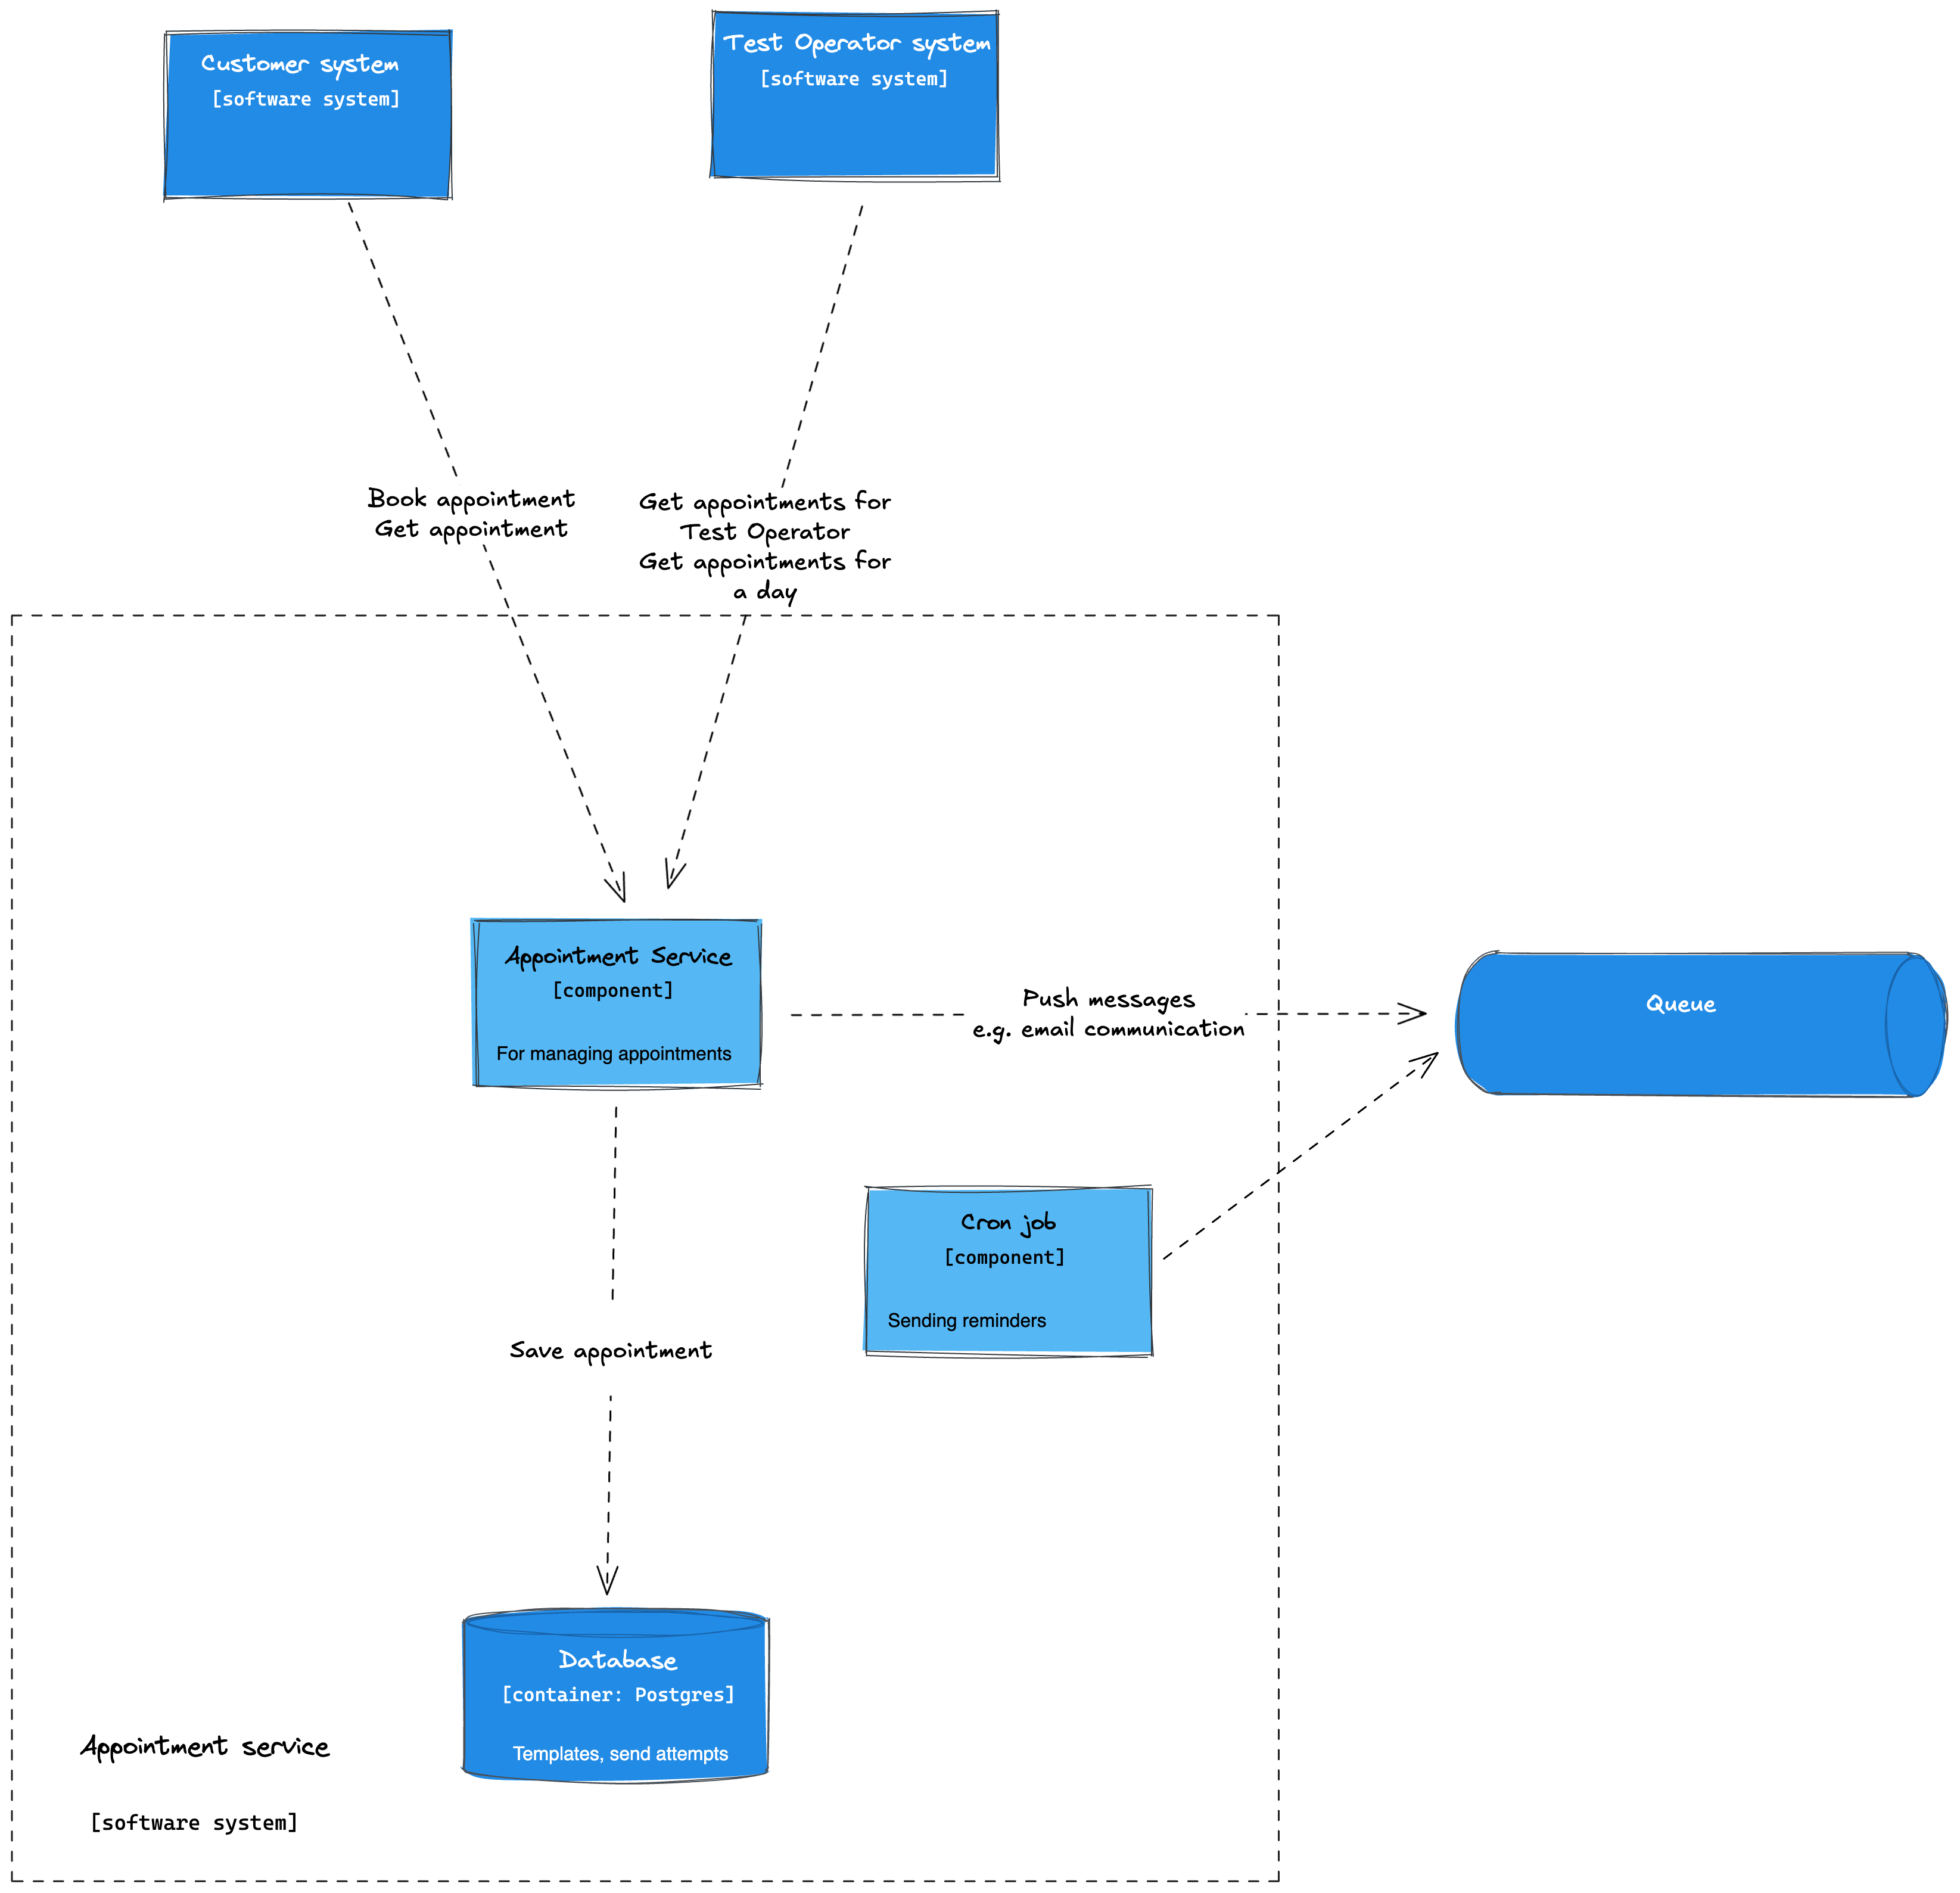 Customer system
[software system]
Test Operator system
[software system]
Book appointment
Get appointment
Get appointments for
Test Operator
Get appointments for
a day
Appointment Service
[component]
For managing appointments
Push messages
e.g. email communication
Queue
Cron job
[component]
Sending reminders
Save appointment
Database
[container: Postgres]
Templates, send attempts
Appointment service
[software system]